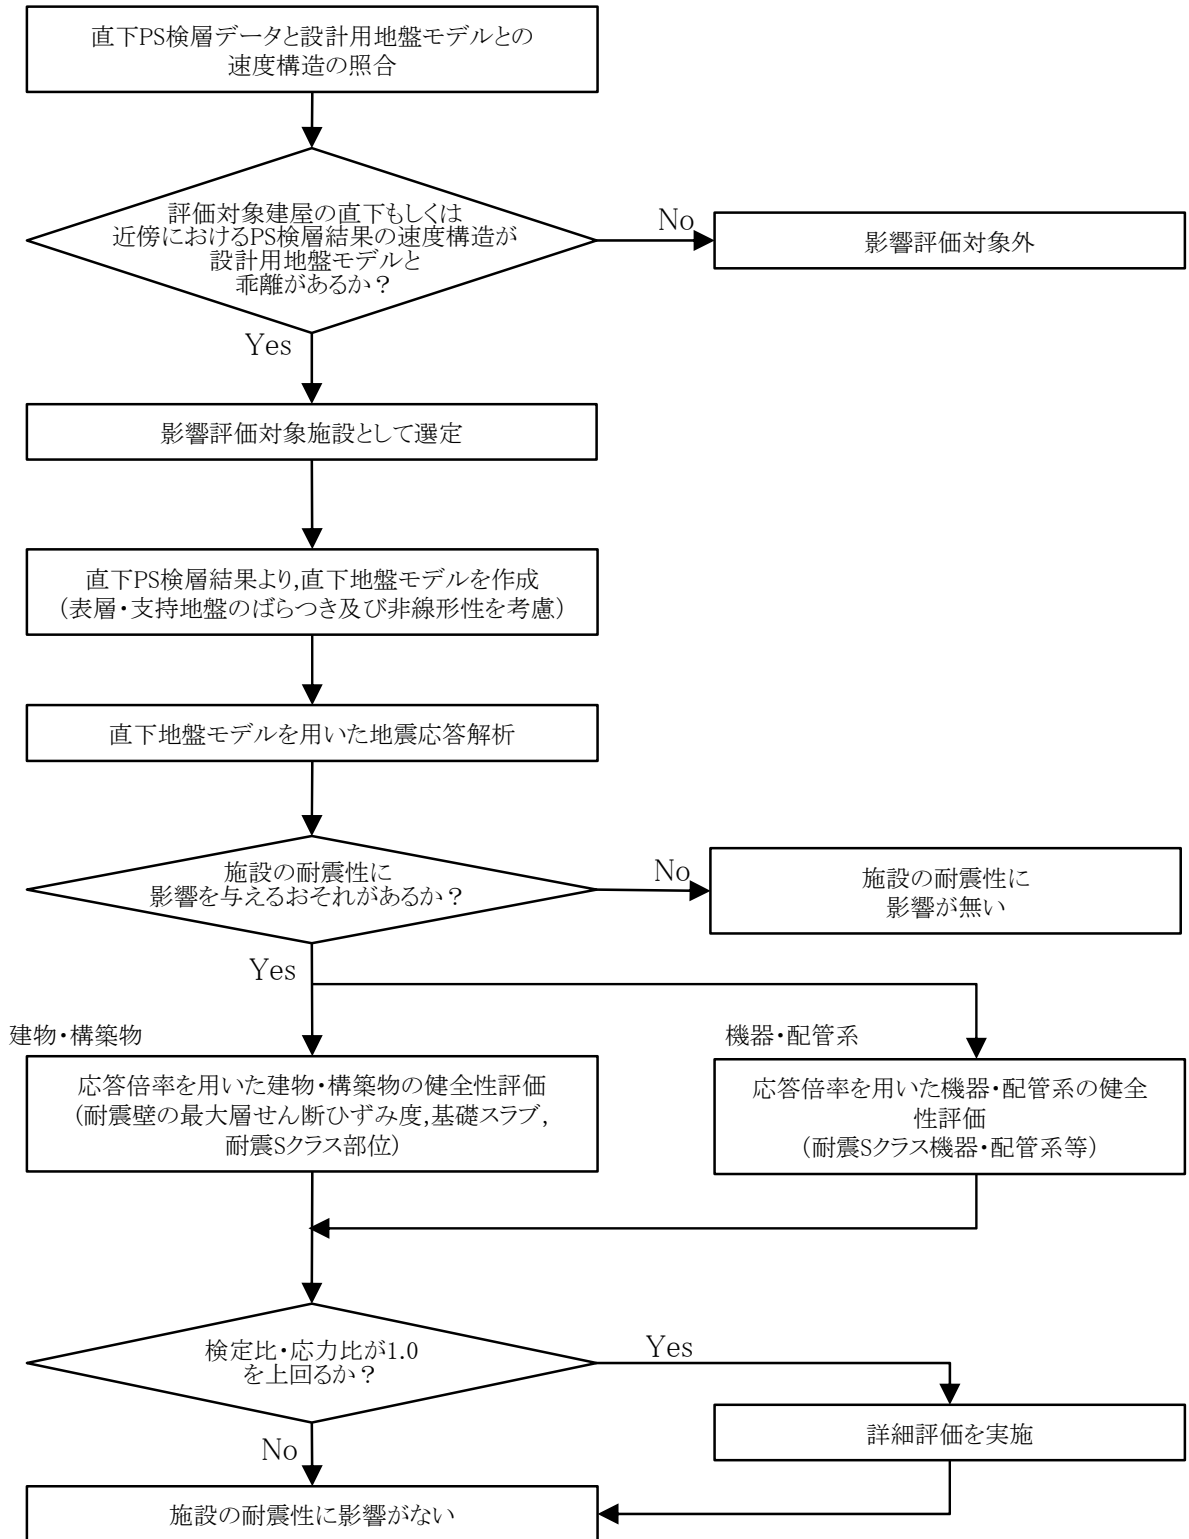 直下PS検層データと設計用地盤モデルとの
速度構造の照合
評価対象建屋の直下もしくは
近傍におけるPS検層結果の速度構造が
設計用地盤モデルと
乖離があるか？
No
影響評価対象外
Yes
影響評価対象施設として選定
直下PS検層結果より,直下地盤モデルを作成
（表層・支持地盤のばらつき及び非線形性を考慮）
直下地盤モデルを用いた地震応答解析
施設の耐震性に
影響を与えるおそれがあるか？
No
施設の耐震性に
影響が無い
Yes
建物・構築物
機器・配管系
応答倍率を用いた建物・構築物の健全性評価
（耐震壁の最大層せん断ひずみ度,基礎スラブ,
耐震Sクラス部位）
応答倍率を用いた機器・配管系の健全
性評価
（耐震Sクラス機器・配管系等）
検定比・応力比が1.0
を上回るか？
Yes
詳細評価を実施
No
施設の耐震性に影響がない